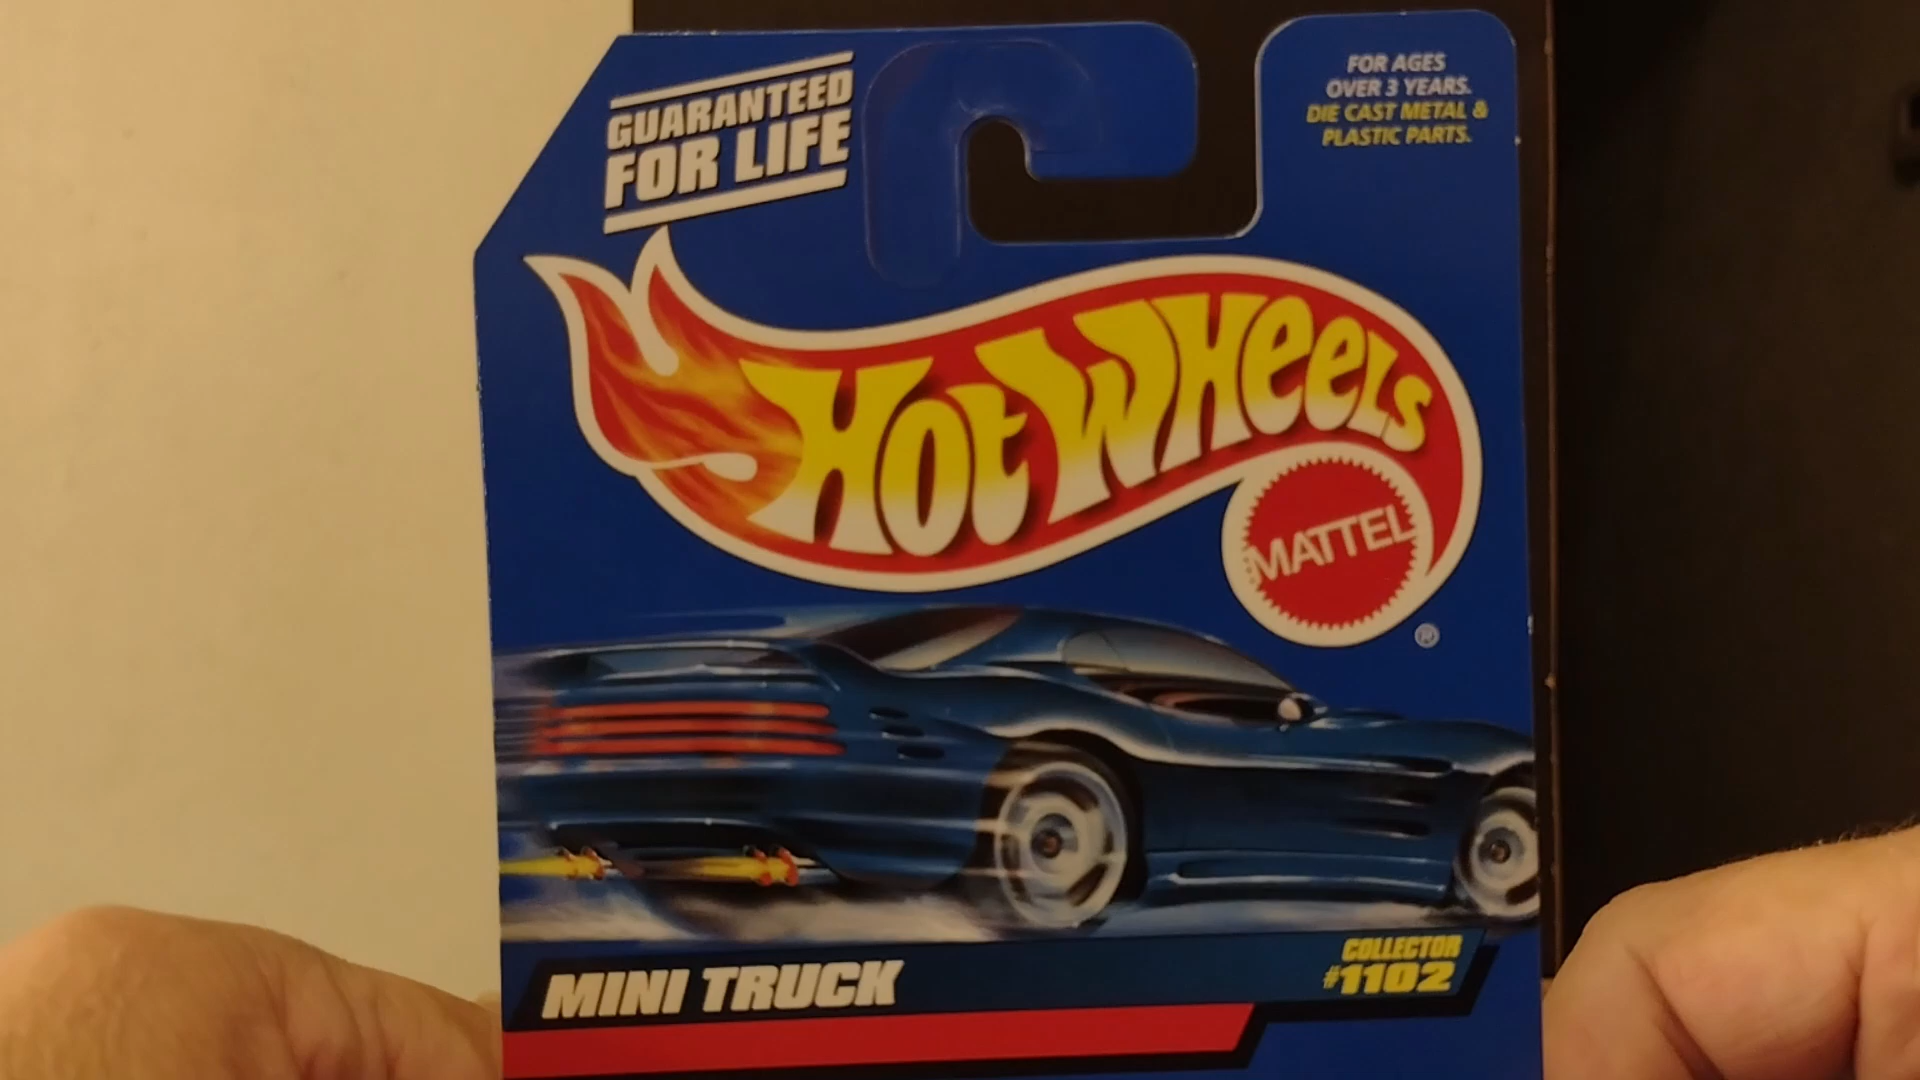 GUARANTEED
FOR LIFE
FOR AGES
OVER 3 YEARS.
DIE CAST METAL &
PLASTIC PARTS.
HOT WHEELS
MATTEL
®
MINI TRUCK
COLLECTOR
#1102